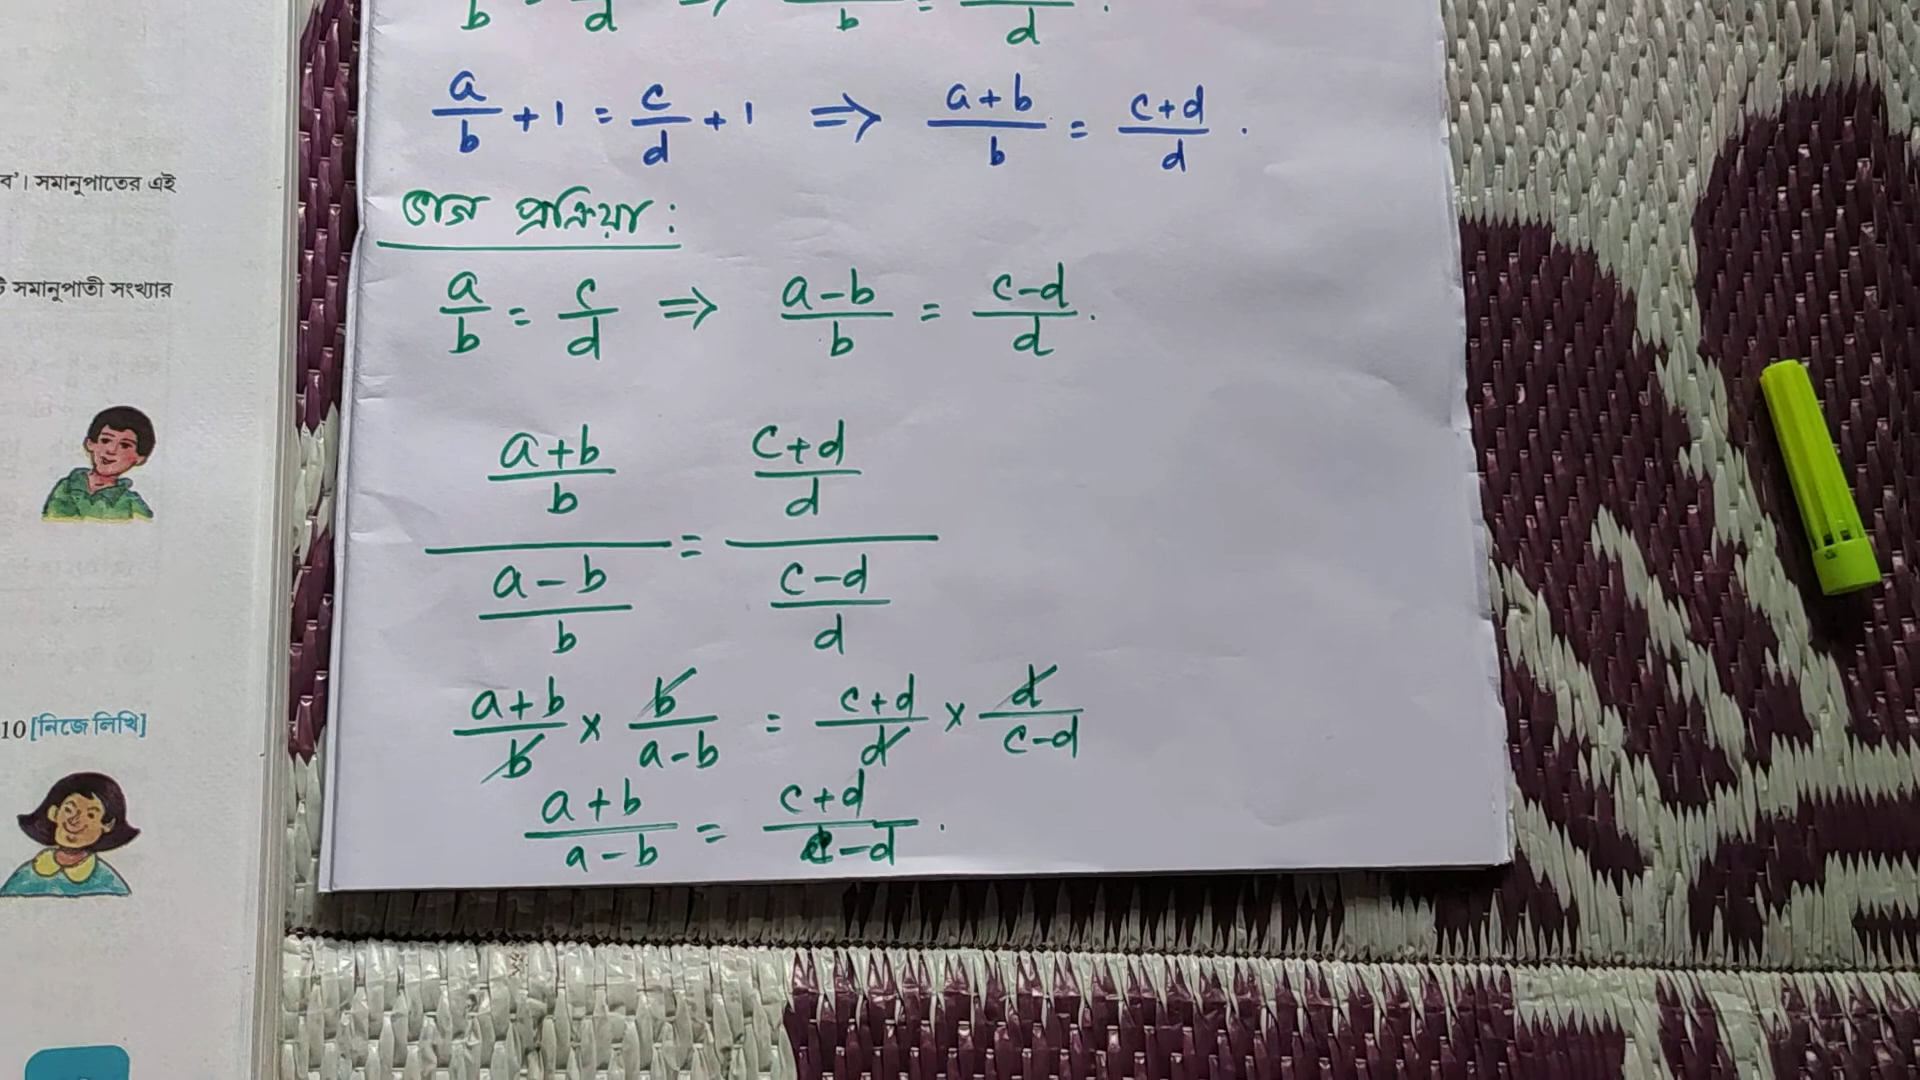 a/b = c/d ⇒ /b = /d .
a/b + 1 = c/d + 1 ⇒ (a+b)/b = (c+d)/d .
ভাগ প্রক্রিয়া :
a/b = c/d ⇒ (a-b)/b = (c-d)/d .
((a+b)/b)/((a-b)/b) = ((c+d)/d)/((c-d)/d)
(a+b)/b × b/(a-b) = (c+d)/d × d/(c-d)
(a+b)/(a-b) = (c+d)/(c-d) .
ব'। সমানুপাতের এই
সমানুপাতী সংখ্যার
10 [নিজে লিখি]